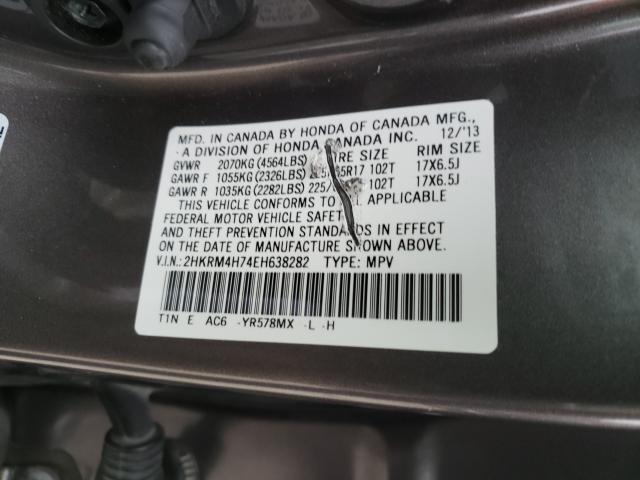 MFD. IN CANADA BY HONDA OF CANADA MFG.,
A DIVISION OF HONDA CANADA INC. 12/'13
GVWR 2070KG (4564LBS) SIZE RIM SIZE
GAWR F 1055KG (2326LBS) 102T 17X6.5J
GAWR R 1035KG (2282LBS) 225/ 102T 17X6.5J
THIS VEHICLE CONFORMS TO APPLICABLE
FEDERAL MOTOR VEHICLE
AND THEFT PREVENTION STANDARDS IN EFFECT
ON THE DATE OF MANUFACTURE SHOWN ABOVE.
V.I.N.: 2HKRM4H74EH638282 TYPE: MPV
T1N E AC6 -YR578MX -L -H